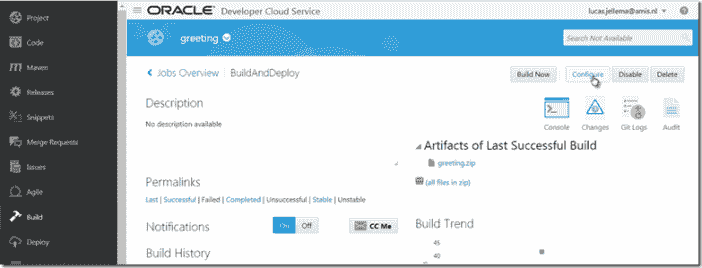 Project
Code
Maven
Releases
Snippets
Merge Requests
Issues
Agile
Build
Deploy
ORACLE Developer Cloud Service
lucas.jellema@amis.nl
greeting
Search Not Available
Jobs Overview BuildAndDeploy
Build Now Configure Disable Delete
Description
No description available
Console Changes Git Logs Audit
Artifacts of Last Successful Build
greeting.zip
(all files in zip)
Permalinks
Last | Successful | Failed | Completed | Unsuccessful | Stable | Unstable
Notifications On Off CC Me
Build Trend
Build History
45
40